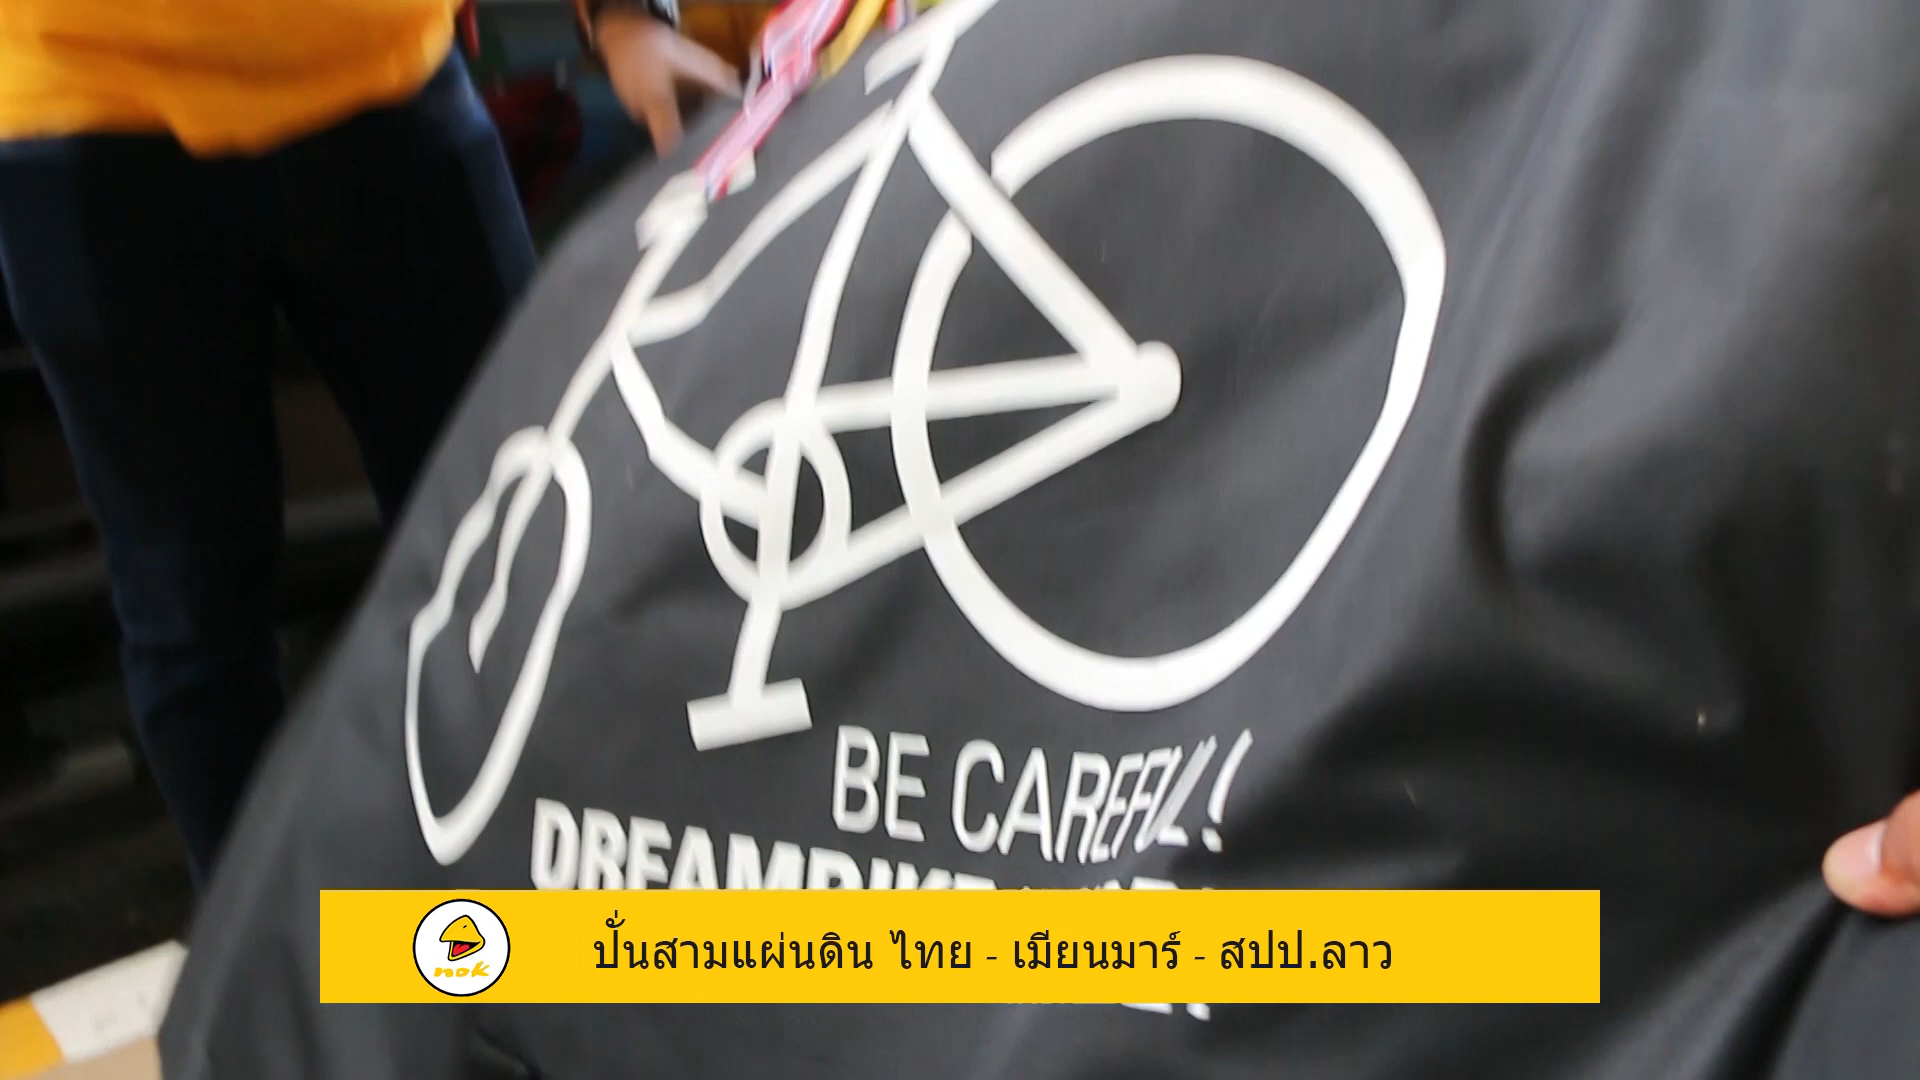 BE CAREFUL!
DREAMBIKE
nok
ปั่นสามแผ่นดิน ไทย - เมียนมาร์ - สปป.ลาว